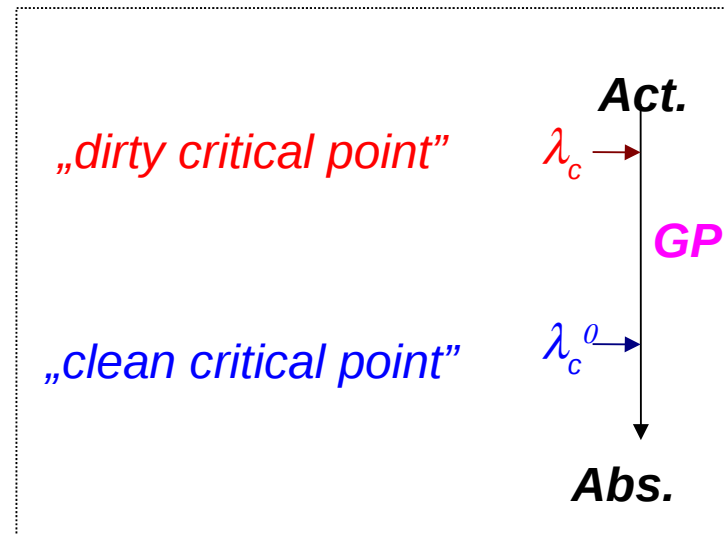 Act.
„dirty critical point” λc
GP
„clean critical point” λc0
Abs.